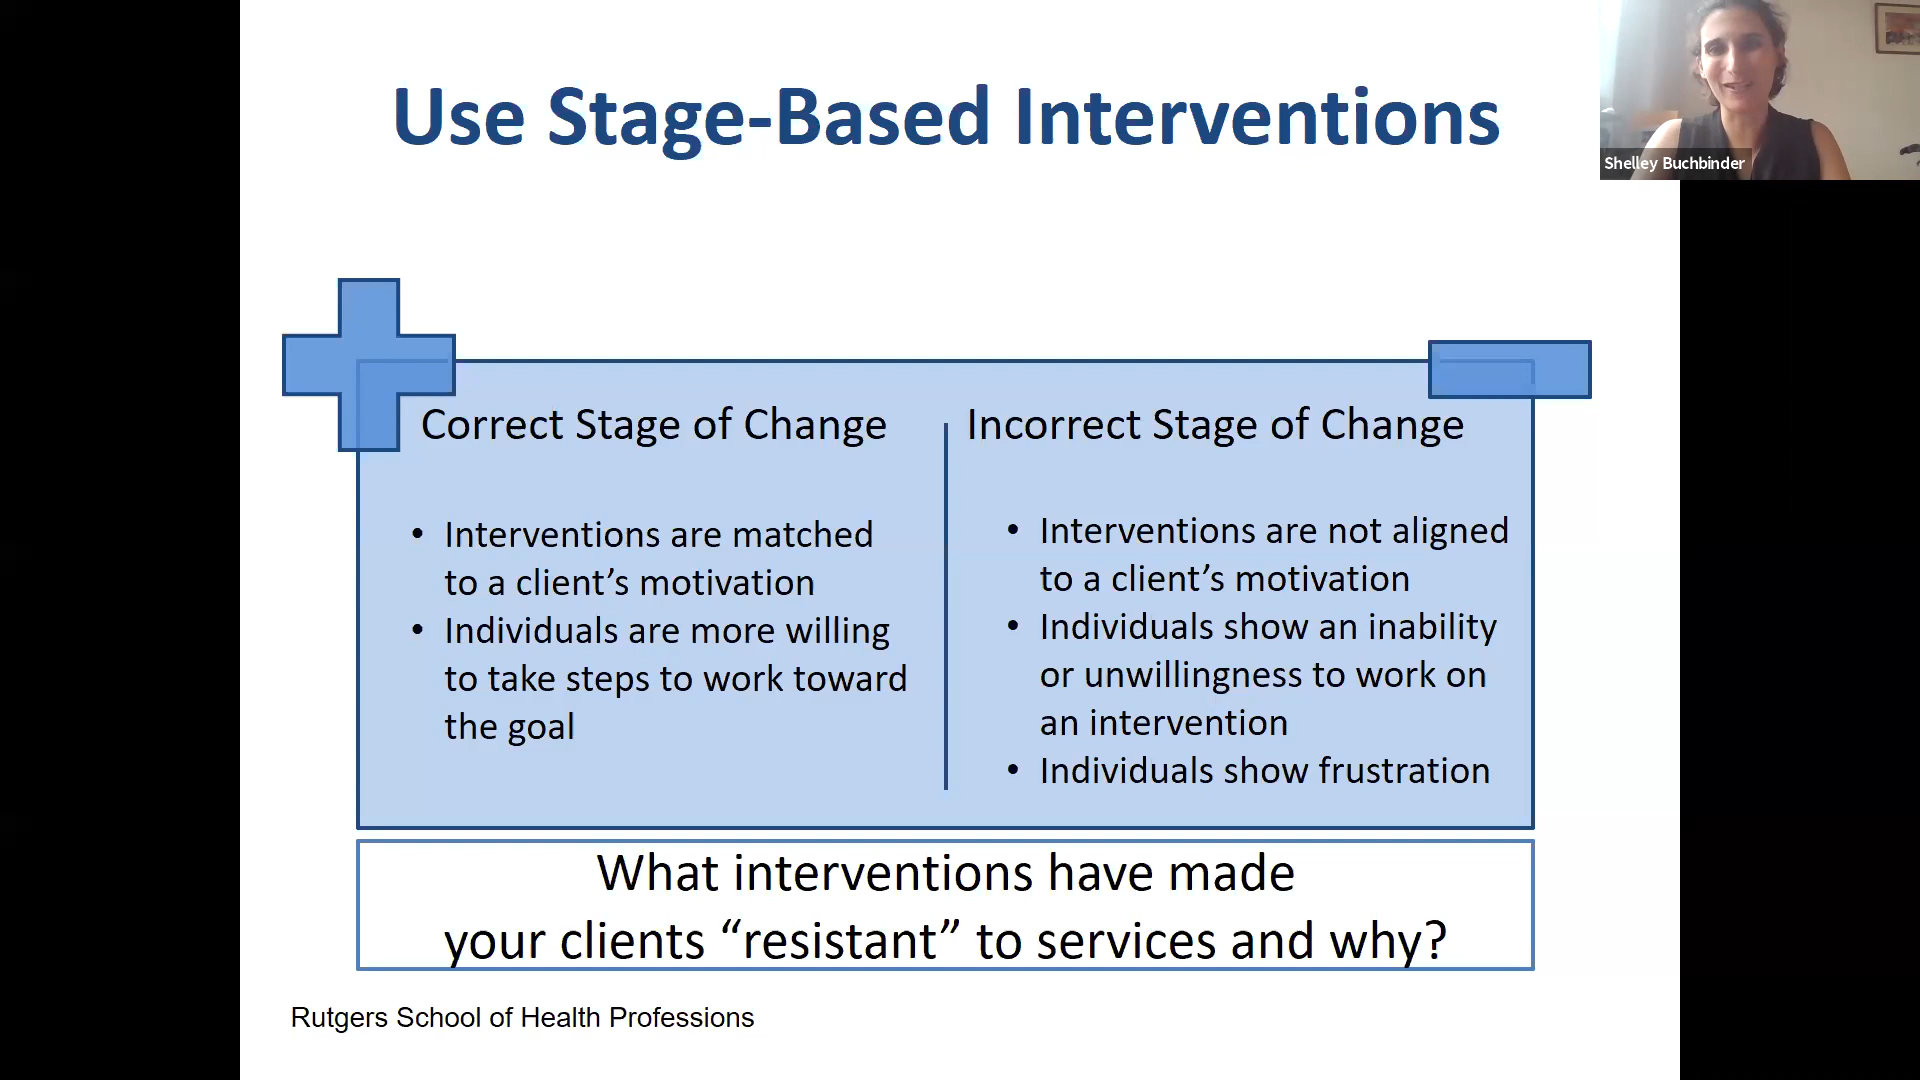 Use Stage-Based Interventions
Shelley Buchbinder
Correct Stage of Change
• Interventions are matched
to a client’s motivation
• Individuals are more willing
to take steps to work toward
the goal
Incorrect Stage of Change
• Interventions are not aligned
to a client’s motivation
• Individuals show an inability
or unwillingness to work on
an intervention
• Individuals show frustration
What interventions have made
your clients “resistant” to services and why?
Rutgers School of Health Professions